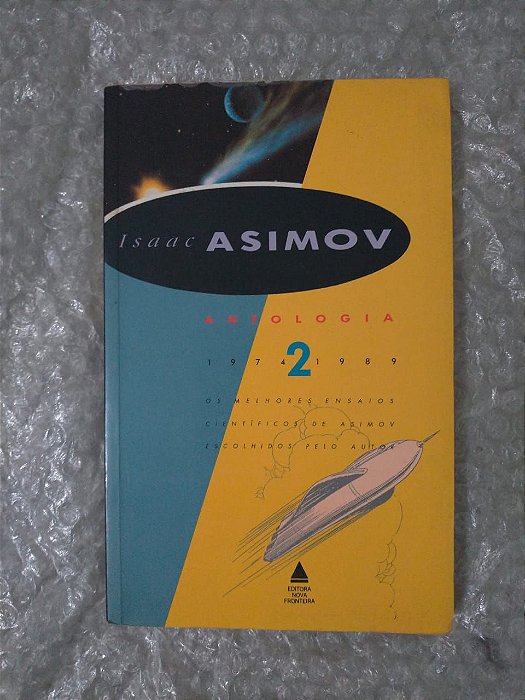 Isaac ASIMOV
ANTOLOGIA
1974 2 1989
OS MELHORES ENSAIOS
CIENTÍFICOS DE ASIMOV
ESCOLHIDOS PELO AUTOR
EDITORA
NOVA
FRONTEIRA